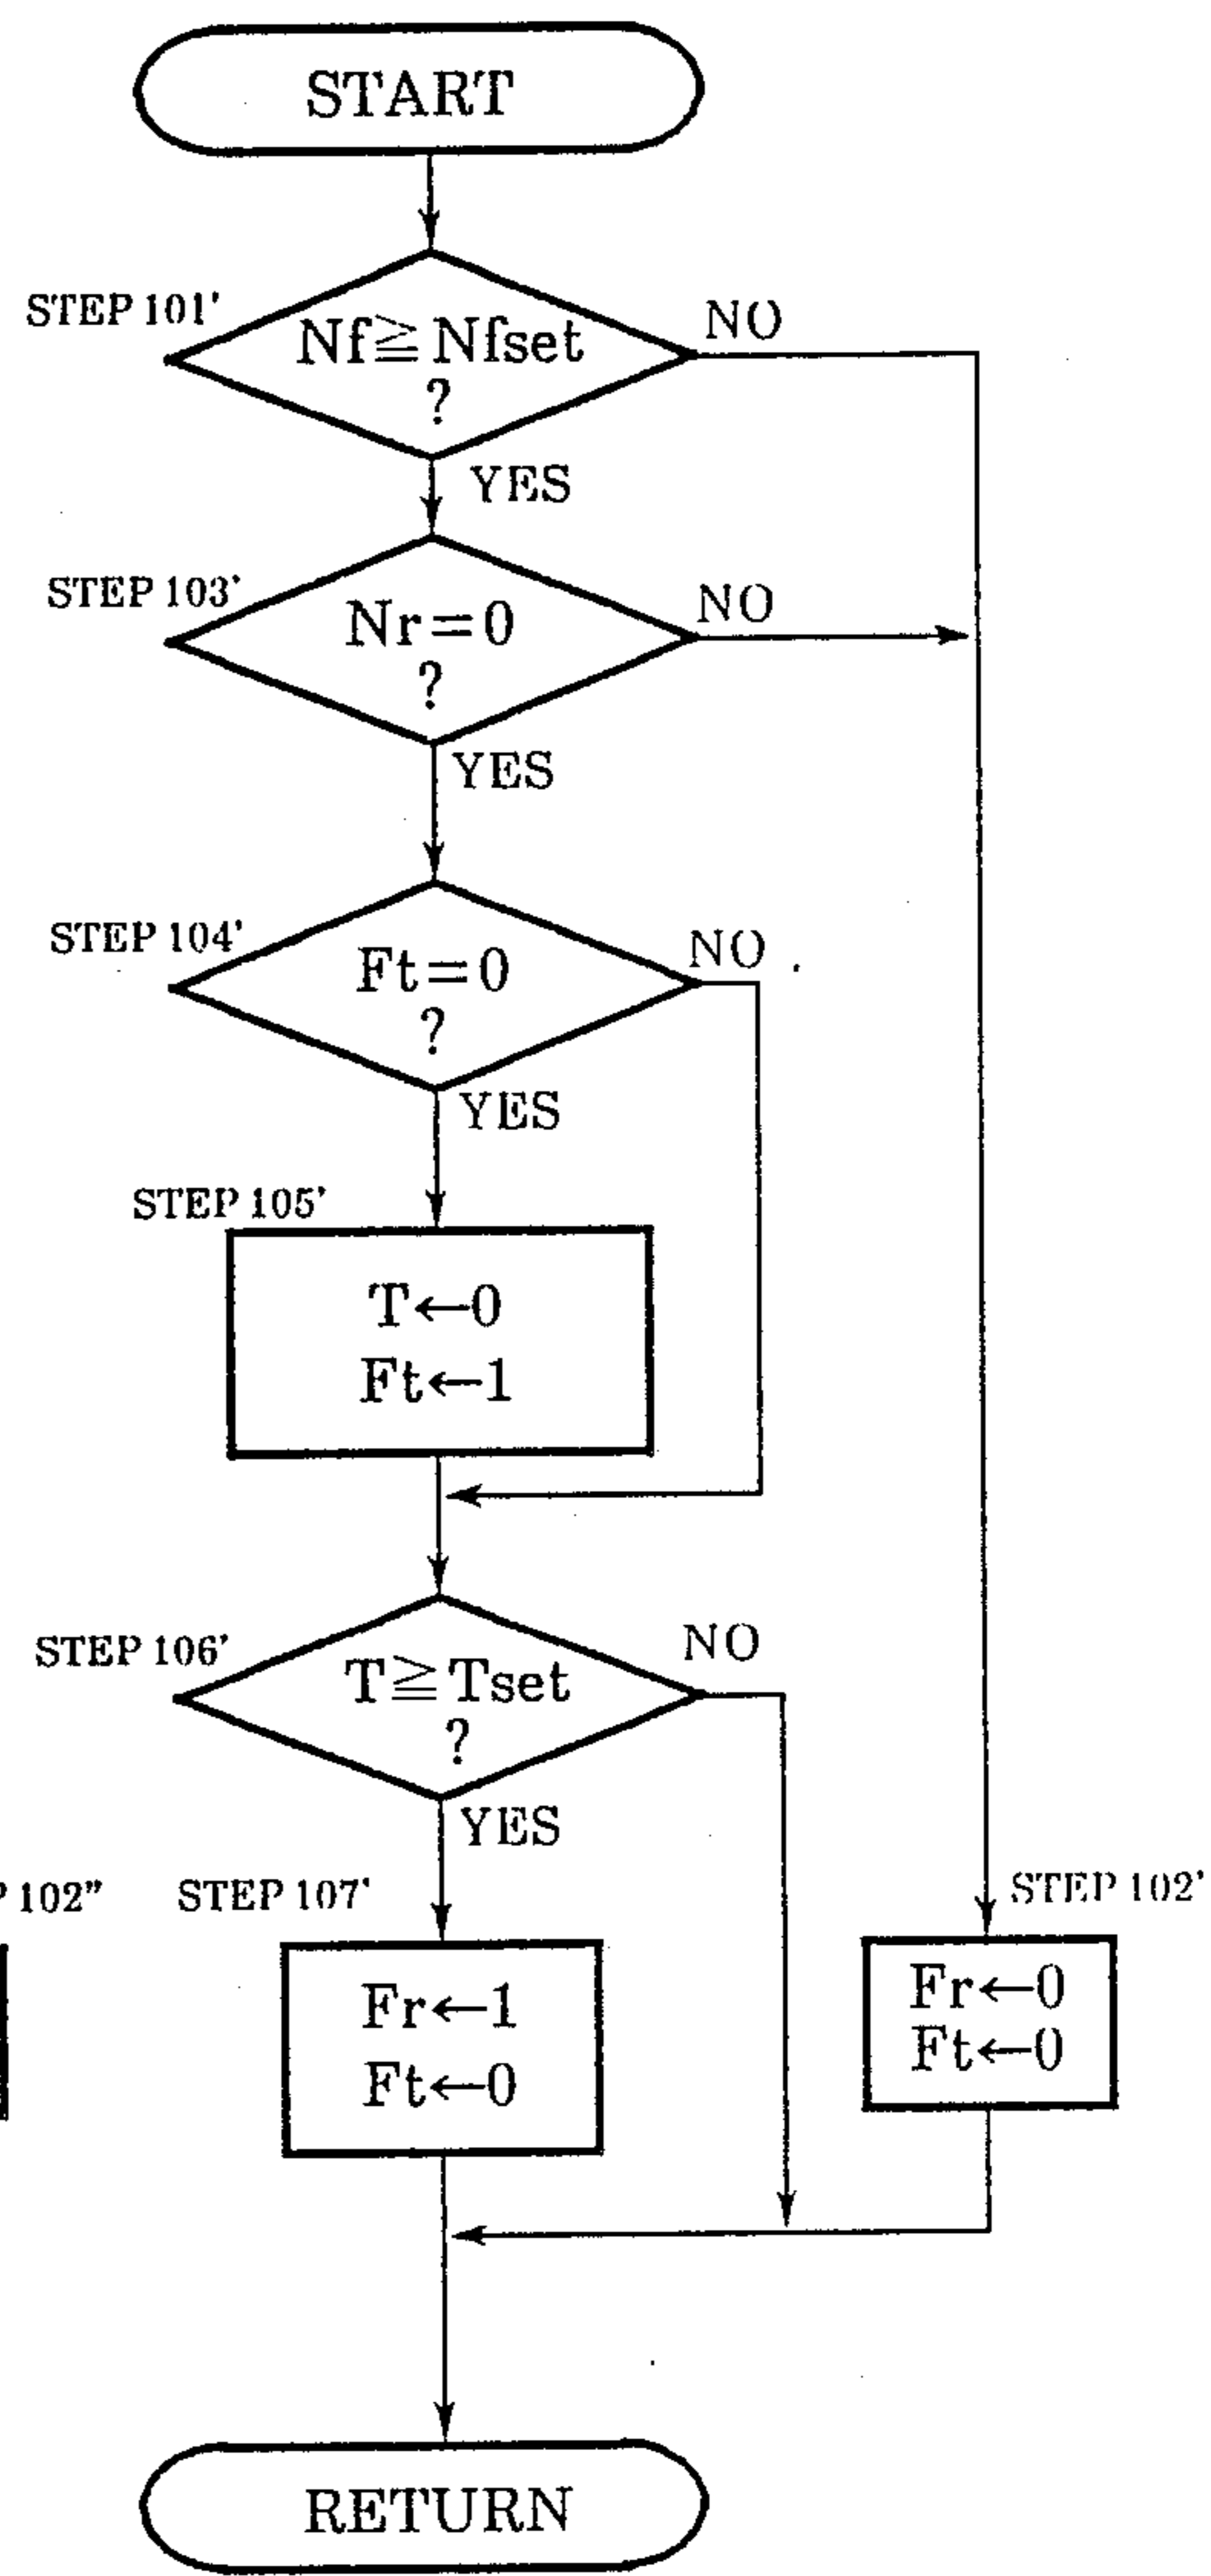 START
STEP 101'
Nf≧Nfset
?
NO
YES
STEP 103'
Nr=0
?
NO
YES
STEP 104'
Ft=0
?
NO
YES
STEP 105'
T←0
Ft←1
STEP 106'
T≧Tset
?
NO
YES
P 102"
STEP 107'
STEP 102'
Fr←1
Ft←0
Fr←0
Ft←0
RETURN